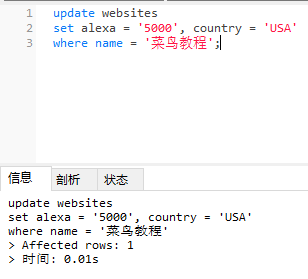 1 update websites
2 set alexa = '5000', country = 'USA'
3 where name = '菜鸟教程';
信息 剖析 状态
update websites
set alexa = '5000', country = 'USA'
where name = '菜鸟教程'
> Affected rows: 1
> 时间: 0.01s